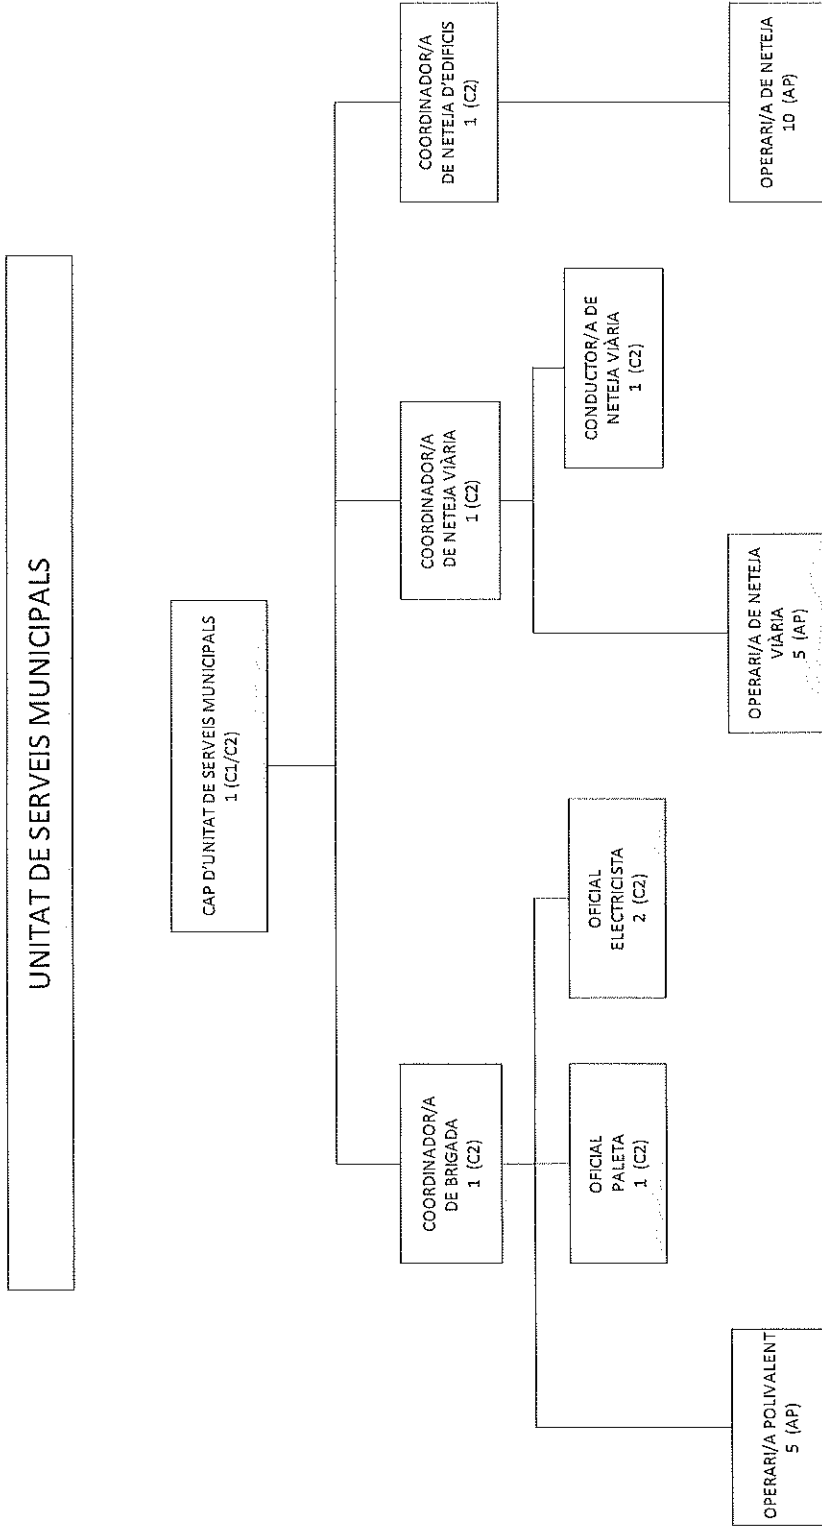 UNITAT DE SERVEIS MUNICIPALS
CAP D'UNITAT DE SERVEIS MUNICIPALS
1 (C1/C2)
COORDINADOR/A
DE BRIGADA
1 (C2)
COORDINADOR/A
DE NETEJA VIÀRIA
1 (C2)
COORDINADOR/A
DE NETEJA D'EDIFICIS
1 (C2)
OFICIAL
PALETA
1 (C2)
OFICIAL
ELECTRICISTA
2 (C2)
CONDUCTOR/A DE
NETEJA VIÀRIA
1 (C2)
OPERARI/A POLIVALENT
5 (AP)
OPERARI/A DE NETEJA
VIÀRIA
5 (AP)
OPERARI/A DE NETEJA
10 (AP)